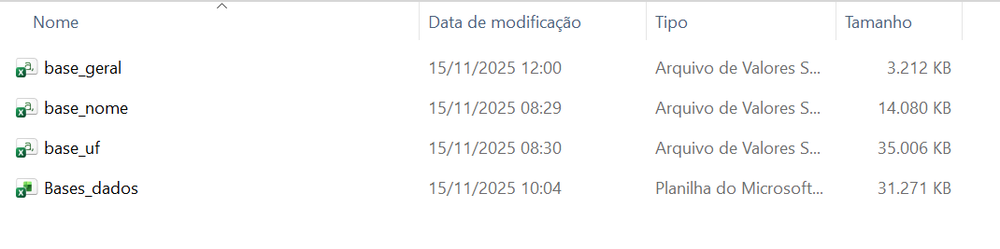 Nome Data de modificação Tipo Tamanho
base_geral 15/11/2025 12:00 Arquivo de Valores S... 3.212 KB
base_nome 15/11/2025 08:29 Arquivo de Valores S... 14.080 KB
base_uf 15/11/2025 08:30 Arquivo de Valores S... 35.006 KB
Bases_dados 15/11/2025 10:04 Planilha do Microsoft... 31.271 KB